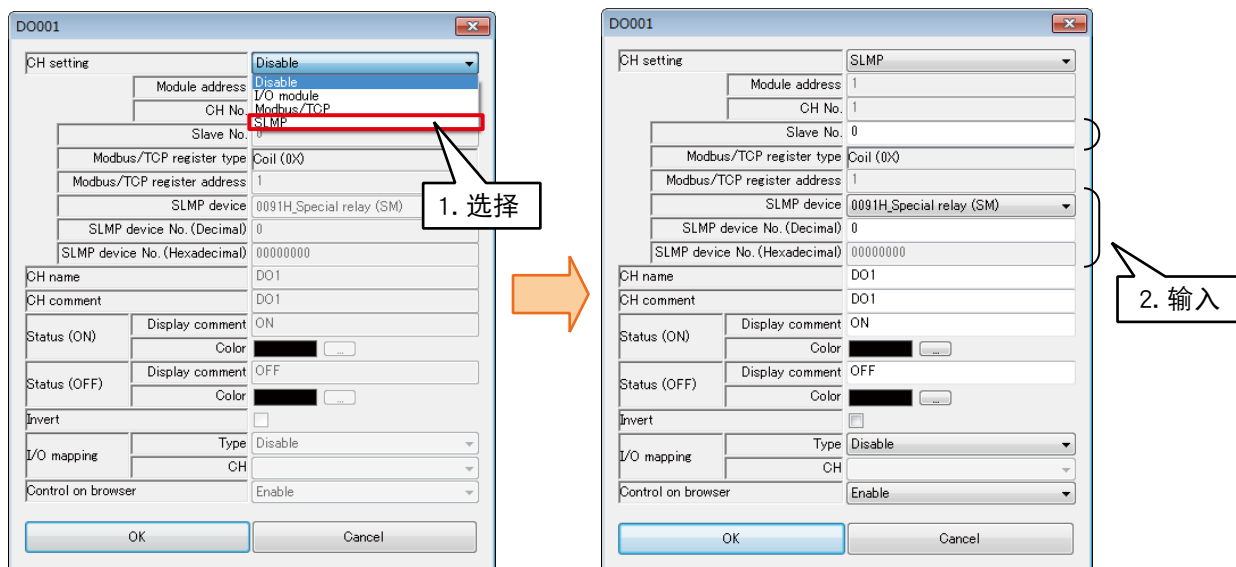 DO001
CH setting Disable
Disable
I/O module
Modbus/TCP
SLMP
Module address
CH No.
Slave No. 0
Modbus/TCP register type Coil (0X)
Modbus/TCP register address 1
SLMP device 0091H_Special relay (SM)
SLMP device No. (Decimal) 0
SLMP device No. (Hexadecimal) 00000000
CH name DO1
CH comment DO1
Status (ON) Display comment ON
Color ...
Status (OFF) Display comment OFF
Color ...
Invert
I/O mapping Type Disable
CH
Control on browser Enable
OK Cancel
1. 选择
DO001
CH setting SLMP
Module address 1
CH No. 1
Slave No. 0
Modbus/TCP register type Coil (0X)
Modbus/TCP register address 1
SLMP device 0091H_Special relay (SM)
SLMP device No. (Decimal) 0
SLMP device No. (Hexadecimal) 00000000
CH name DO1
CH comment DO1
Status (ON) Display comment ON
Color ...
Status (OFF) Display comment OFF
Color ...
Invert
I/O mapping Type Disable
CH
Control on browser Enable
OK Cancel
2. 输入